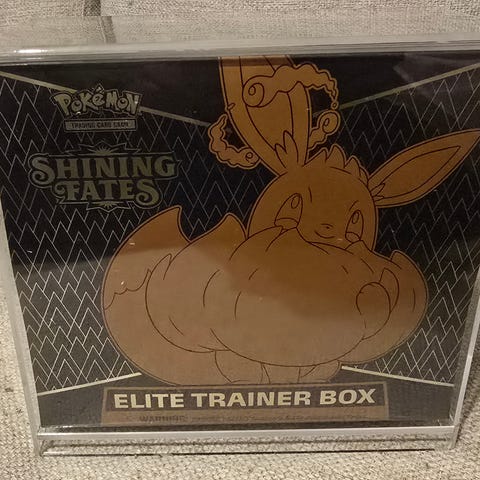 Pokémon
TRADING CARD GAME
SHINING
FATES
ELITE TRAINER BOX
WARNING: